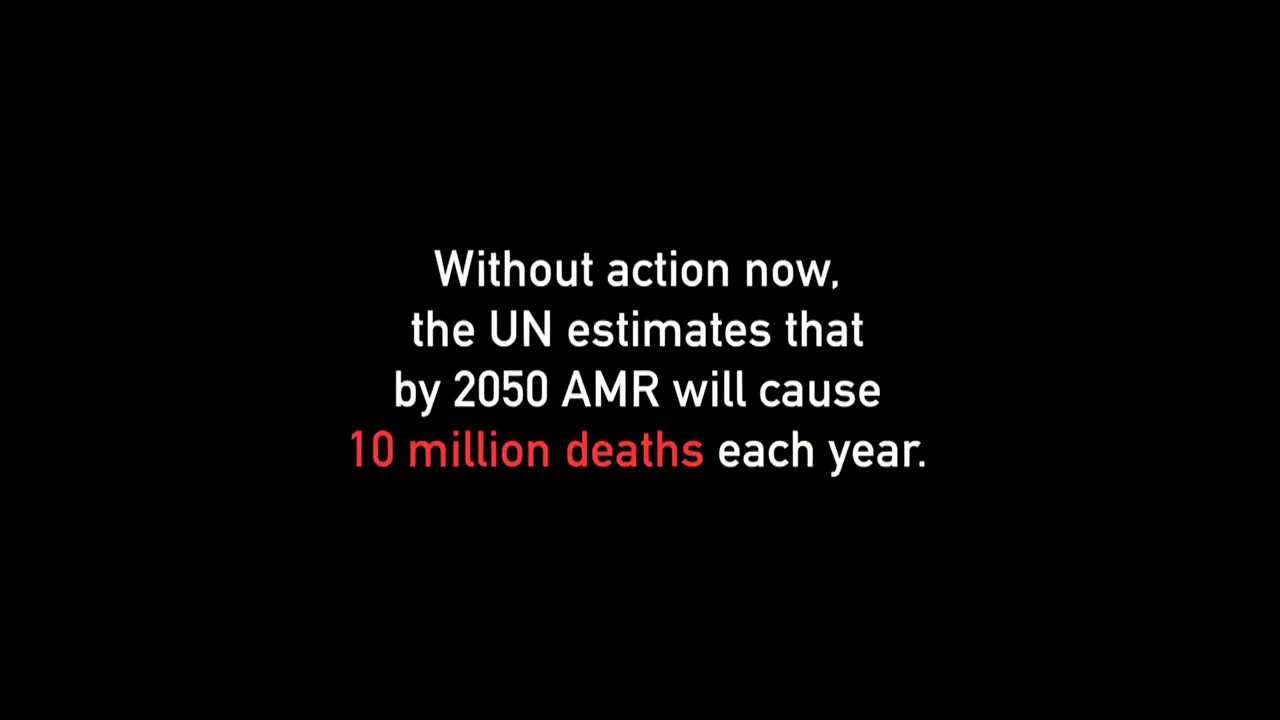 Without action now,
the UN estimates that
by 2050 AMR will cause
10 million deaths each year.